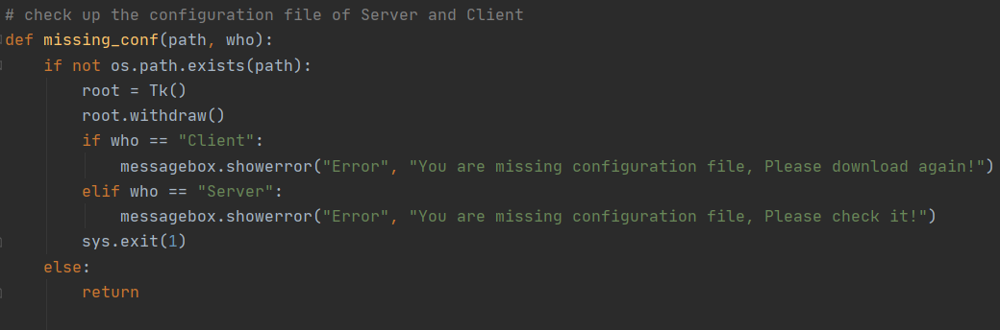 # check up the configuration file of Server and Client
def missing_conf(path, who):
    if not os.path.exists(path):
        root = Tk()
        root.withdraw()
        if who == "Client":
            messagebox.showerror("Error", "You are missing configuration file, Please download again!")
        elif who == "Server":
            messagebox.showerror("Error", "You are missing configuration file, Please check it!")
        sys.exit(1)
    else:
        return